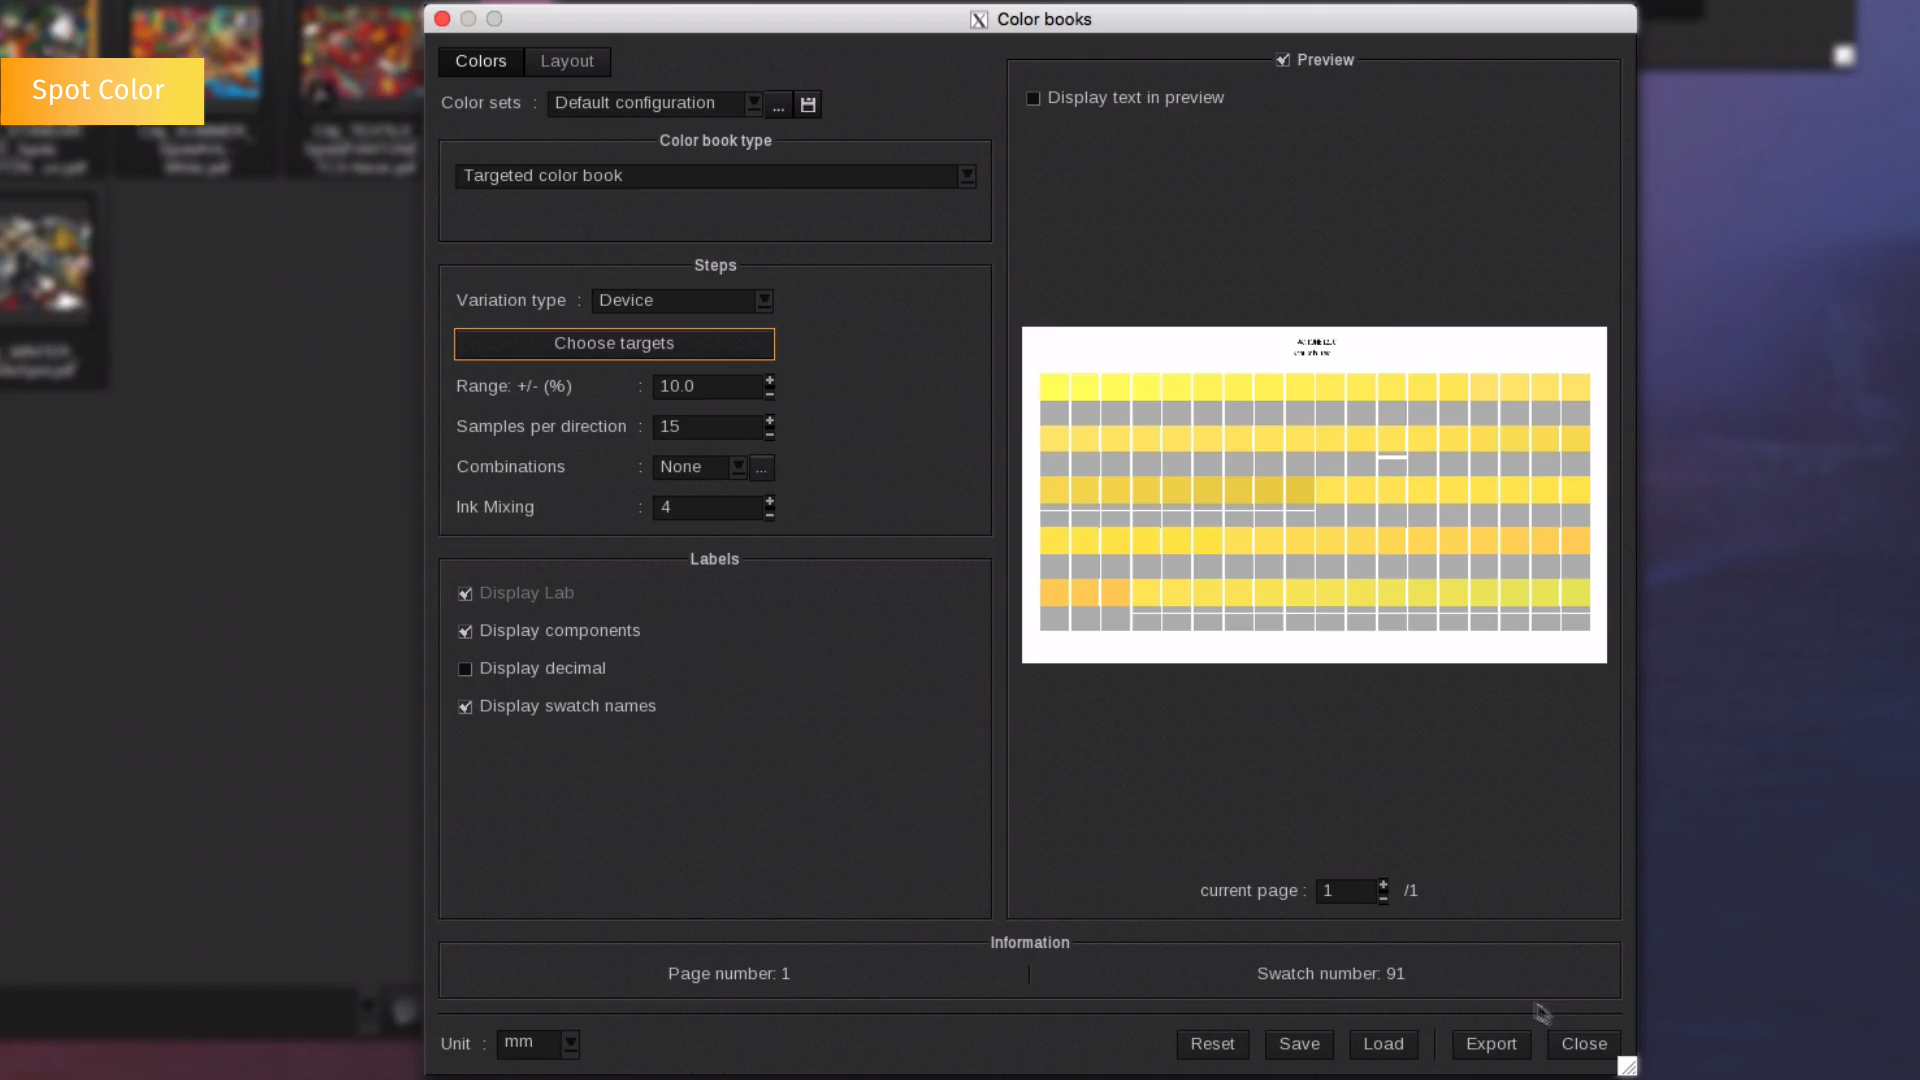 Color books
Spot Color
Colors
Layout
Color sets :
Default configuration
...
Color book type
Targeted color book
Steps
Variation type :
Device
Choose targets
Range: +/- (%) :
10.0
Samples per direction :
15
Combinations :
None
...
Ink Mixing :
4
Labels
Display Lab
Display components
Display decimal
Display swatch names
Preview
Display text in preview
current page :
1
/1
Information
Page number: 1
Swatch number: 91
Unit :
mm
Reset
Save
Load
Export
Close